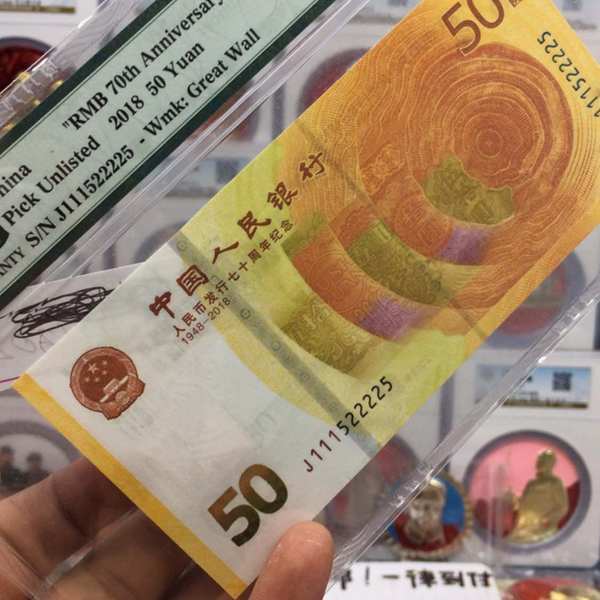 "RMB 70th Anniversary
2018 50 Yuan
Pick Unlisted
S/N J111522225 - Wmk: Great Wall
50
中国人民银行
人民币发行七十周年纪念
1948-2018
J111522225
50